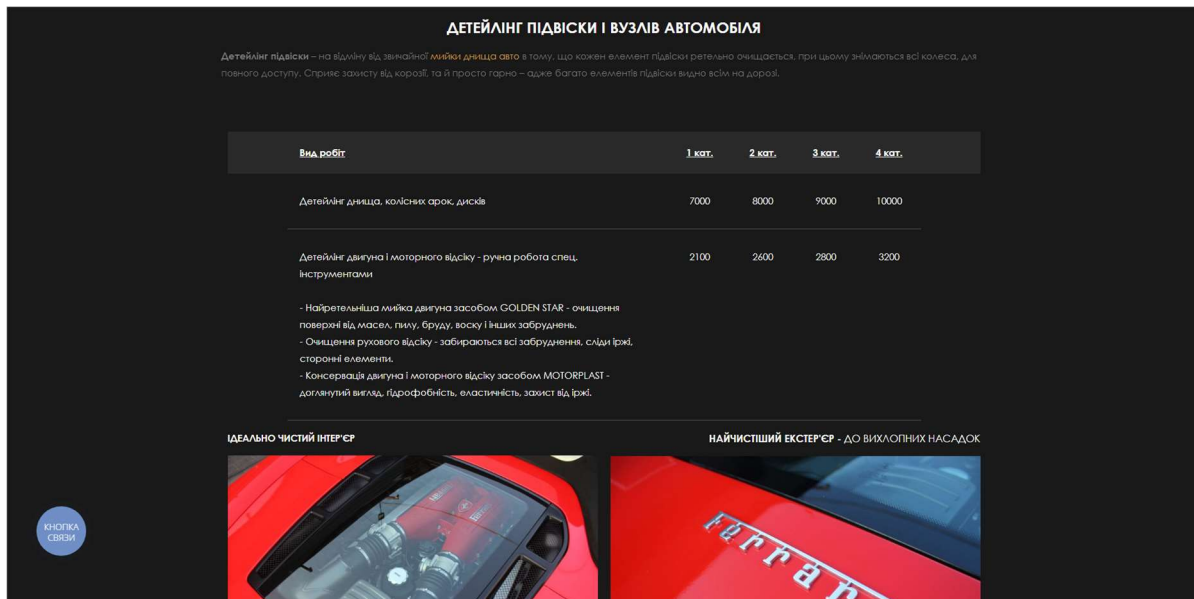 ДЕТЕЙЛІНГ ПІДВІСКИ І ВУЗЛІВ АВТОМОБІЛЯ
Детейлінг підвіски – на відміну від звичайної мийки днища авто в тому, що кожен елемент підвіски ретельно очищається, при цьому знімаються всі колеса, для
повного доступу. Сприяє захисту від корозії, та й просто гарно – адже багато елементів підвіски видно всім на дорозі.
Вид робіт 1 кат. 2 кат. 3 кат. 4 кат.
Детейлінг днища, колісних арок, дисків 7000 8000 9000 10000
Детейлінг двигуна і моторного відсіку - ручна робота спец. 2100 2600 2800 3200
інструментами
- Найретельніша мийка двигуна засобом GOLDEN STAR - очищення
поверхні від масел, пилу, бруду, воску і інших забруднень.
- Очищення рухового відсіку - забираються всі забруднення, сліди іржі,
сторонні елементи.
- Консервація двигуна і моторного відсіку засобом MOTORPLAST -
доглянутий вигляд, гідрофобність, еластичність, захист від іржі.
ІДЕАЛЬНО ЧИСТИЙ ІНТЕР'ЄР
НАЙЧИСТІШИЙ ЕКСТЕР'ЄР - ДО ВИХЛОПНИХ НАСАДОК
КНОПКА
СВЯЗИ
Ferrar